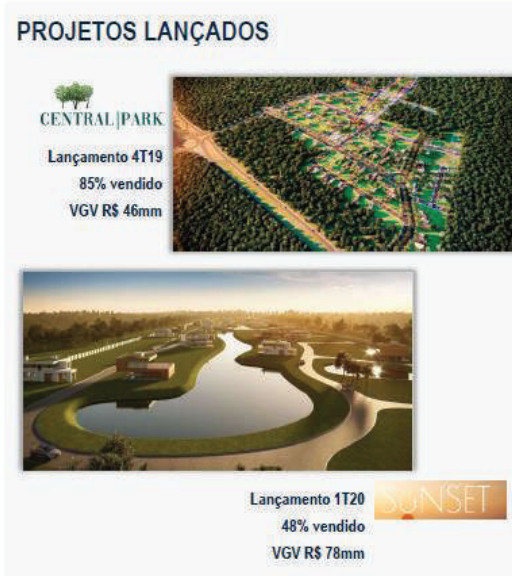 PROJETOS LANÇADOS
CENTRAL|PARK
Lançamento 4T19
85% vendido
VGV R$ 46mm
Lançamento 1T20
SUNSET
48% vendido
VGV R$ 78mm